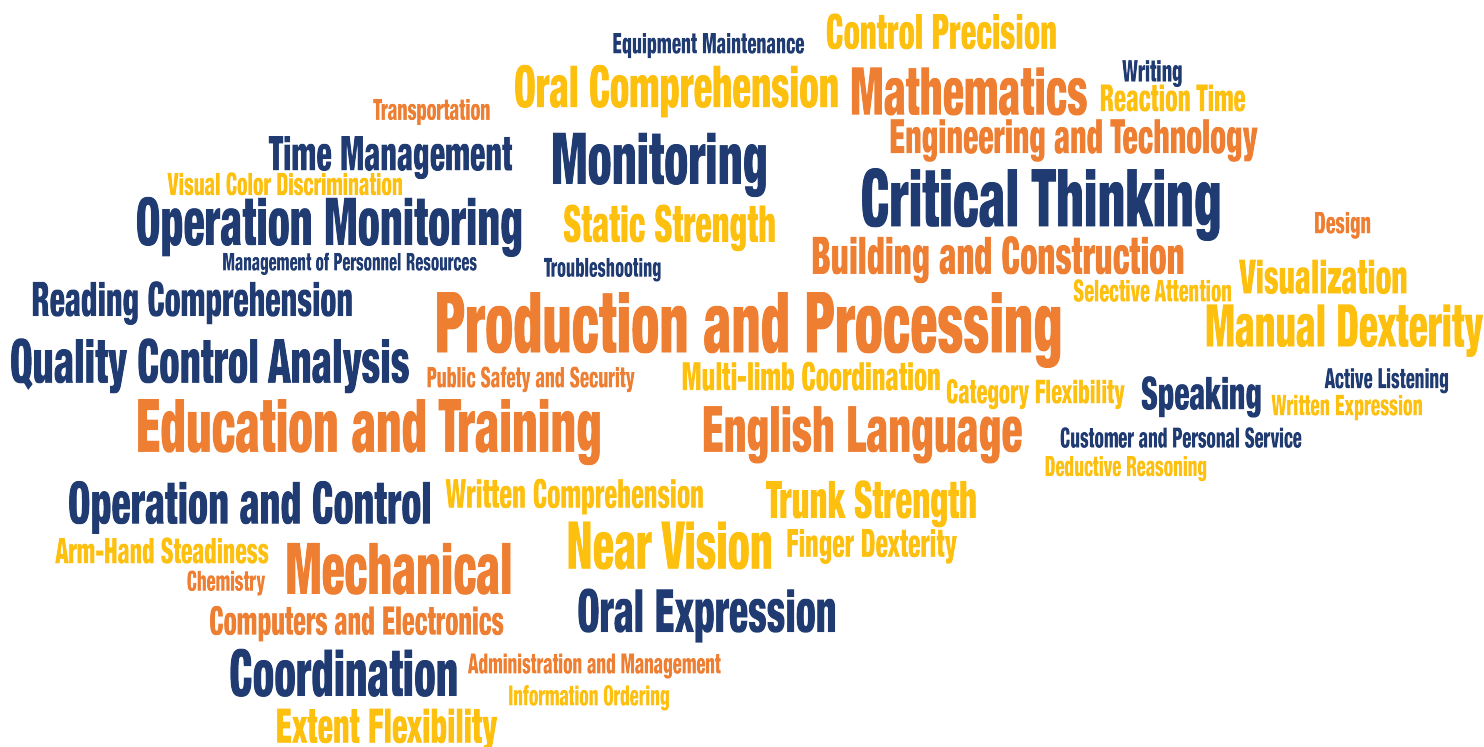 Control Precision
Equipment Maintenance
Writing
Oral Comprehension
Mathematics
Reaction Time
Transportation
Engineering and Technology
Time Management
Monitoring
Visual Color Discrimination
Critical Thinking
Operation Monitoring
Static Strength
Design
Management of Personnel Resources
Troubleshooting
Building and Construction
Visualization
Selective Attention
Reading Comprehension
Production and Processing
Manual Dexterity
Quality Control Analysis
Public Safety and Security
Multi-limb Coordination
Category Flexibility
Speaking
Active Listening
Written Expression
Education and Training
English Language
Customer and Personal Service
Deductive Reasoning
Operation and Control
Written Comprehension
Trunk Strength
Near Vision
Finger Dexterity
Arm-Hand Steadiness
Mechanical
Chemistry
Computers and Electronics
Oral Expression
Coordination
Administration and Management
Information Ordering
Extent Flexibility